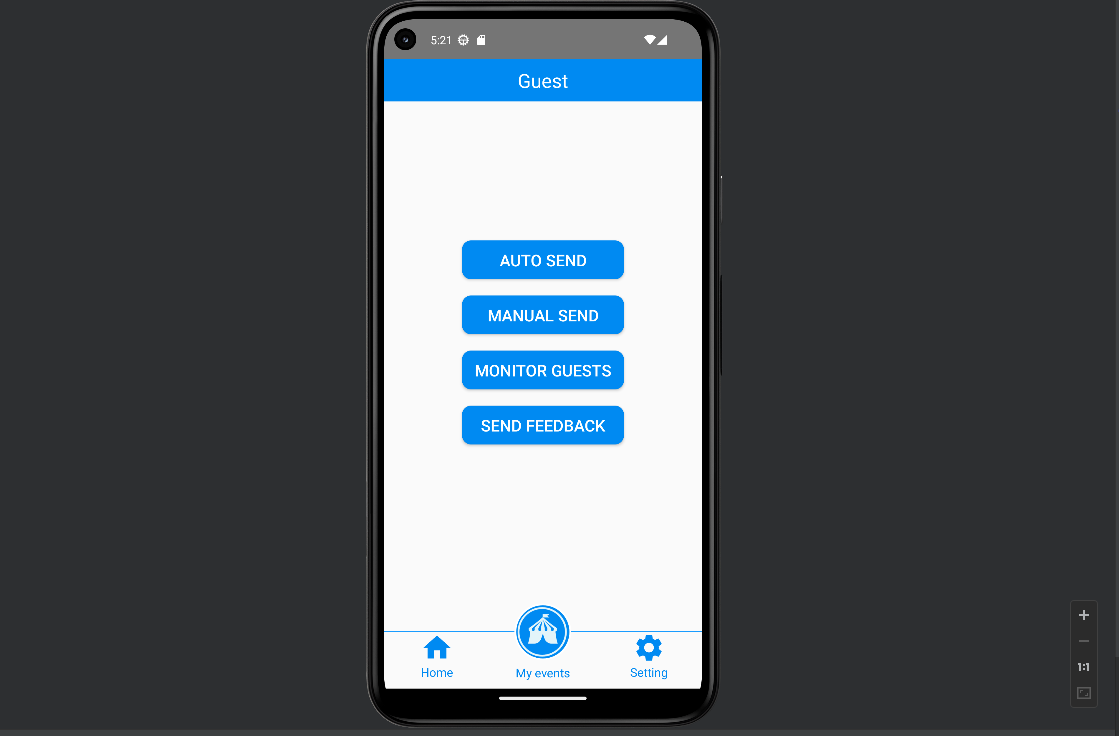 5:21
Guest
AUTO SEND
MANUAL SEND
MONITOR GUESTS
SEND FEEDBACK
Home
My events
Setting
1:1